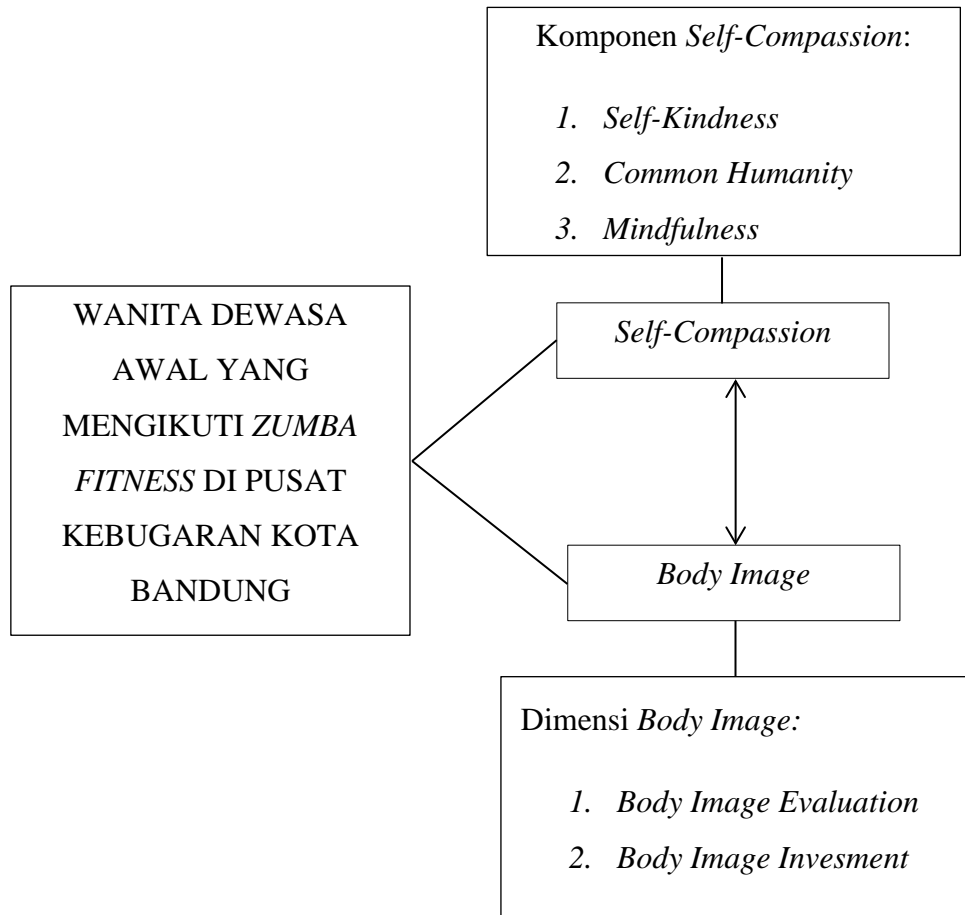 Komponen Self-Compassion:
1. Self-Kindness
2. Common Humanity
3. Mindfulness
WANITA DEWASA
AWAL YANG
MENGIKUTI ZUMBA
FITNESS DI PUSAT
KEBUGARAN KOTA
BANDUNG
Self-Compassion
Body Image
Dimensi Body Image:
1. Body Image Evaluation
2. Body Image Invesment